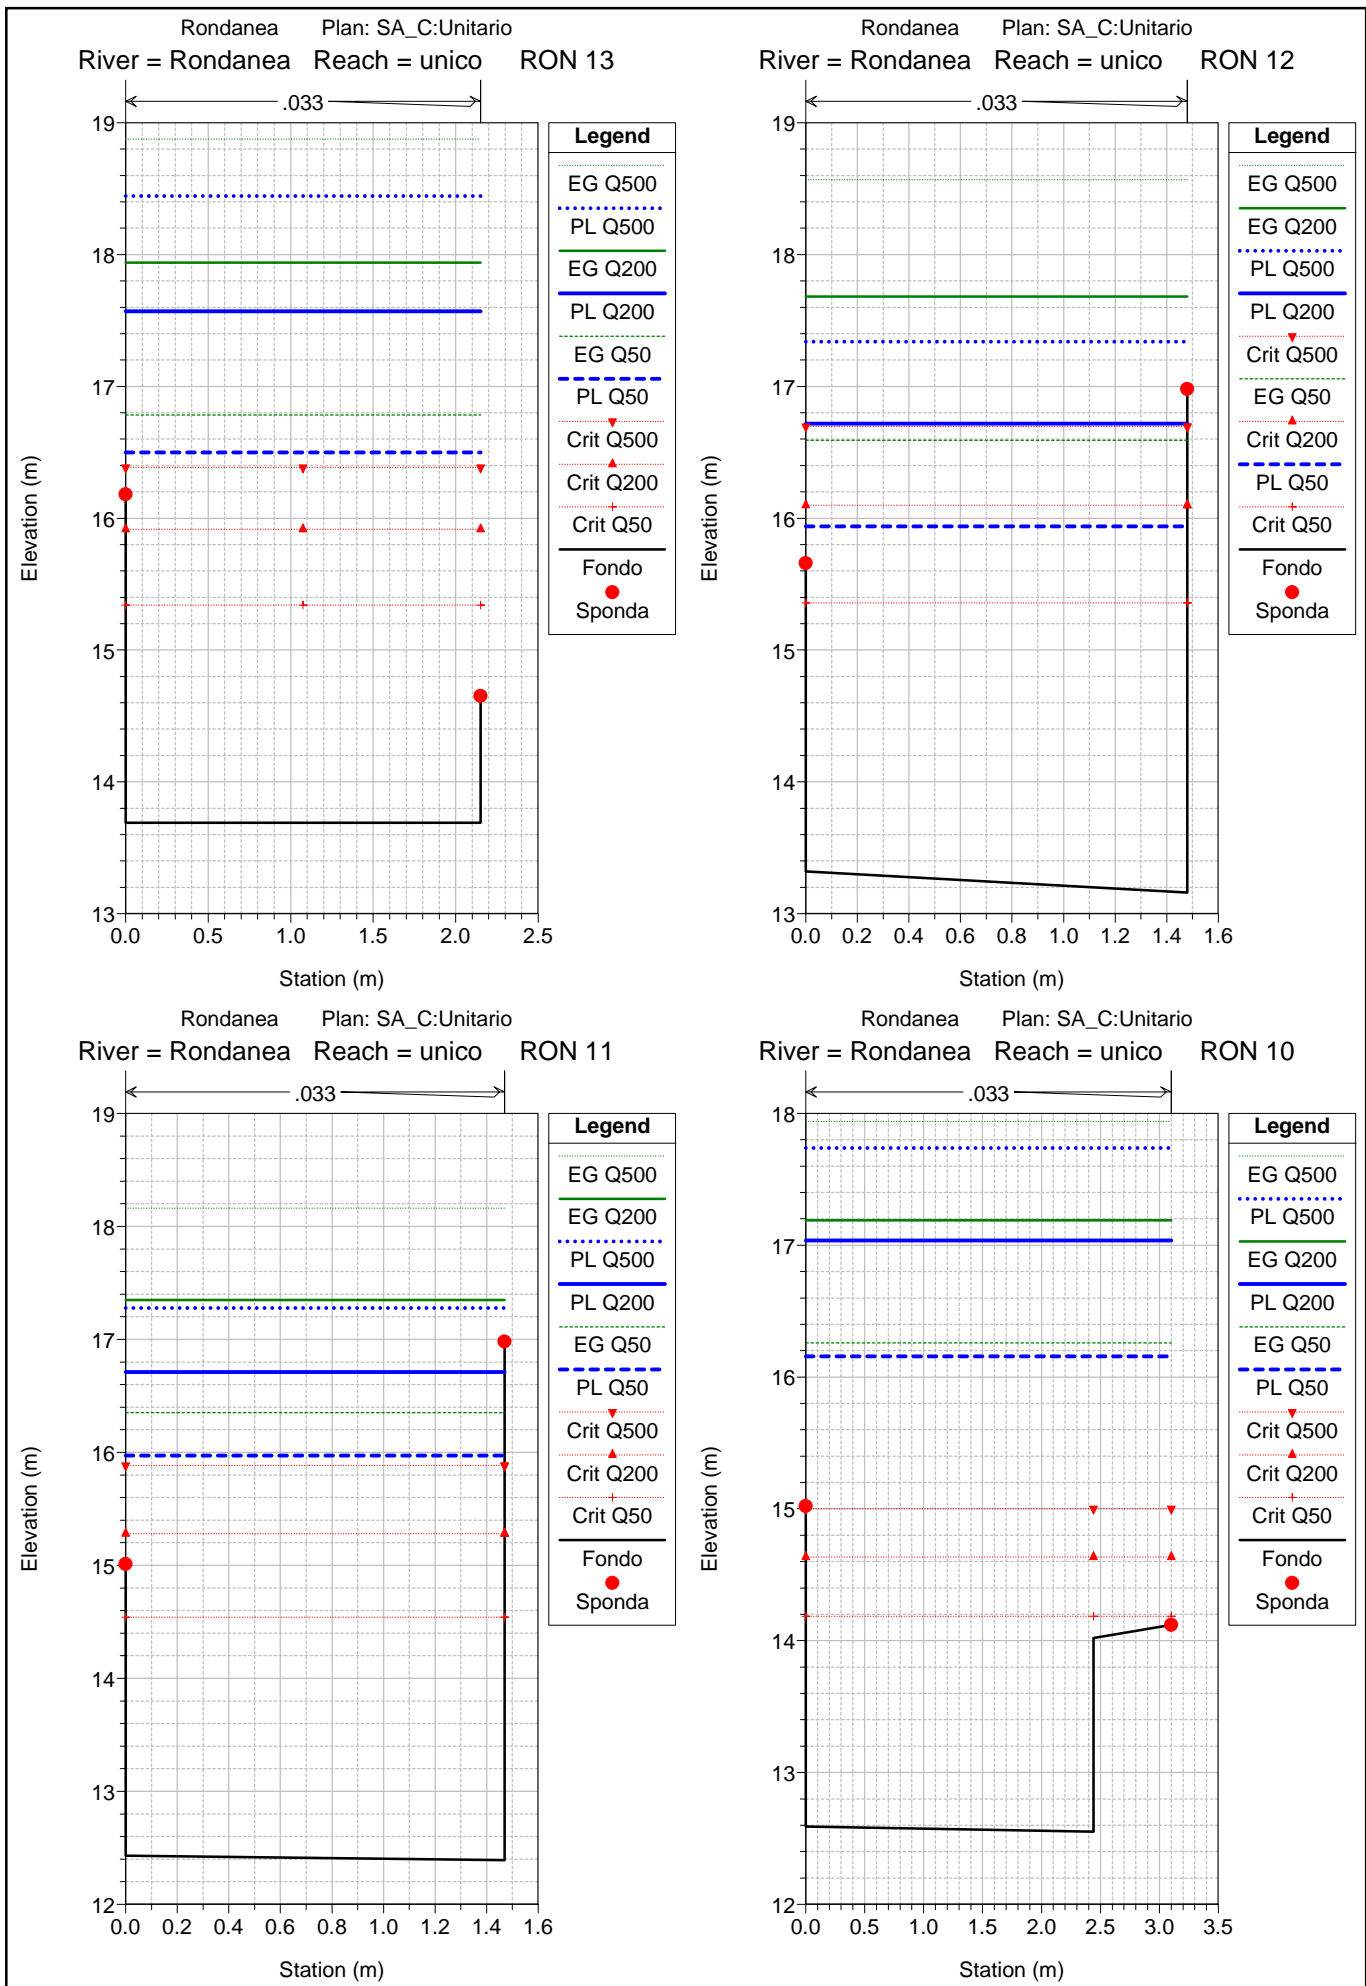 Rondanea Plan: SA_C:Unitario
River = Rondanea Reach = unico RON 13
.033
19
18
17
16
15
14
13
0.0 0.5 1.0 1.5 2.0 2.5
Elevation (m)
Station (m)
Legend
EG Q500
PL Q500
EG Q200
PL Q200
EG Q50
PL Q50
Crit Q500
Crit Q200
Crit Q50
Fondo
Sponda
Rondanea Plan: SA_C:Unitario
River = Rondanea Reach = unico RON 12
.033
19
18
17
16
15
14
13
0.0 0.2 0.4 0.6 0.8 1.0 1.2 1.4 1.6
Elevation (m)
Station (m)
Legend
EG Q500
EG Q200
PL Q500
PL Q200
Crit Q500
EG Q50
Crit Q200
PL Q50
Crit Q50
Fondo
Sponda
Rondanea Plan: SA_C:Unitario
River = Rondanea Reach = unico RON 11
.033
19
18
17
16
15
14
13
12
0.0 0.2 0.4 0.6 0.8 1.0 1.2 1.4 1.6
Elevation (m)
Station (m)
Legend
EG Q500
EG Q200
PL Q500
PL Q200
EG Q50
PL Q50
Crit Q500
Crit Q200
Crit Q50
Fondo
Sponda
Rondanea Plan: SA_C:Unitario
River = Rondanea Reach = unico RON 10
.033
18
17
16
15
14
13
12
0.0 0.5 1.0 1.5 2.0 2.5 3.0 3.5
Elevation (m)
Station (m)
Legend
EG Q500
PL Q500
EG Q200
PL Q200
EG Q50
PL Q50
Crit Q500
Crit Q200
Crit Q50
Fondo
Sponda